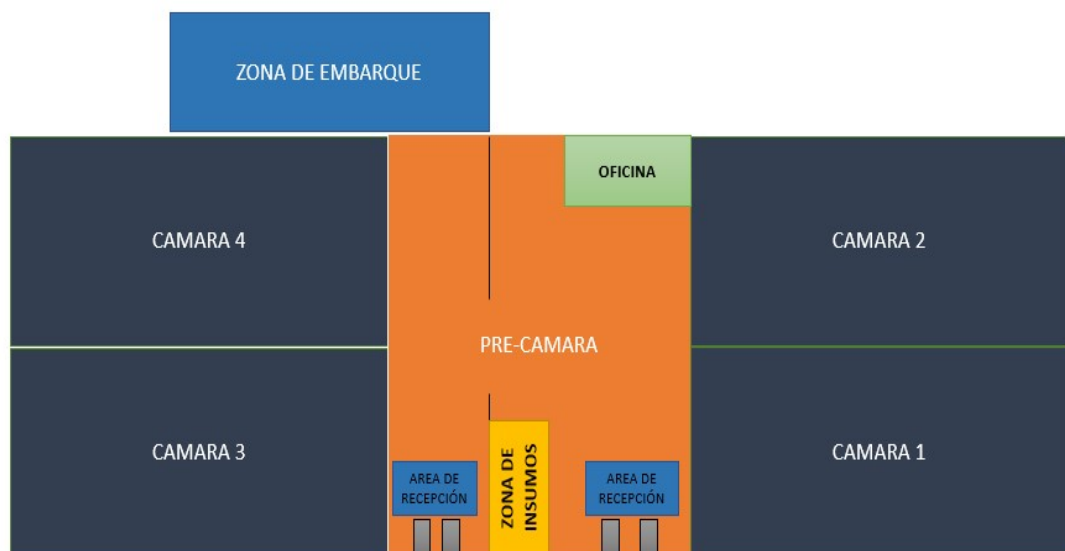 ZONA DE EMBARQUE
OFICINA
CAMARA 4
CAMARA 2
PRE-CAMARA
CAMARA 3
CAMARA 1
AREA DE
RECEPCIÓN
ZONA DE
INSUMOS
AREA DE
RECEPCIÓN